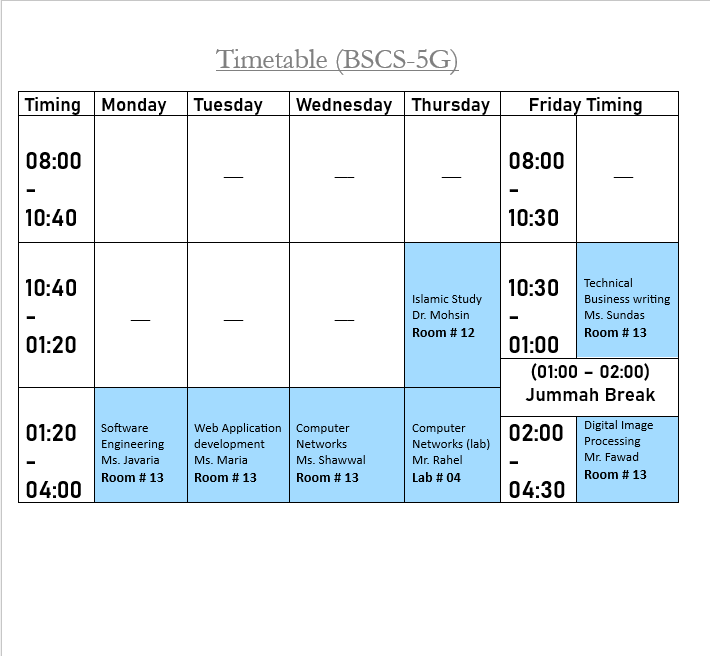 Timetable (BSCS-5G)
Timing Monday Tuesday Wednesday Thursday Friday Timing
08:00
–
10:40
—
—
—
08:00
–
10:30
—
10:40
–
01:20
—
—
—
Islamic Study
Dr. Mohsin
Room # 12
10:30
–
01:00
Technical
Business writing
Ms. Sundas
Room # 13
(01:00 – 02:00)
Jummah Break
01:20
–
04:00
Software
Engineering
Ms. Javaria
Room # 13
Web Application
development
Ms. Maria
Room # 13
Computer
Networks
Ms. Shawwal
Room # 13
Computer
Networks (lab)
Mr. Rahel
Lab # 04
02:00
–
04:30
Digital Image
Processing
Mr. Fawad
Room # 13